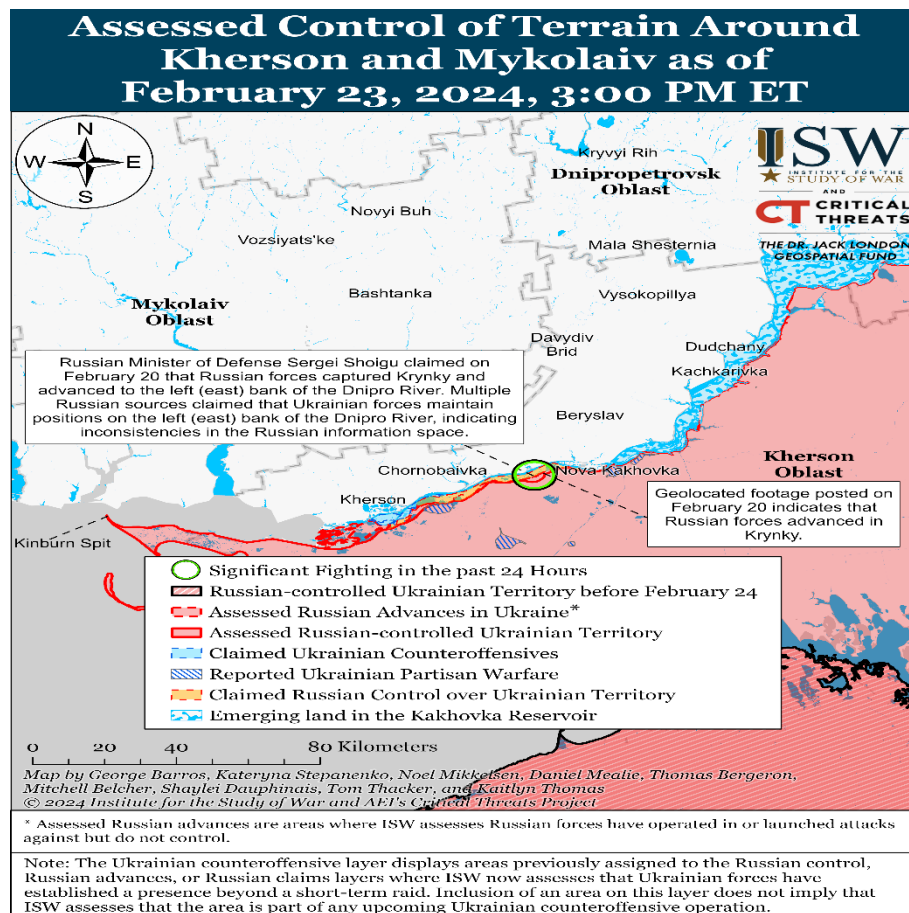 Assessed Control of Terrain Around
Kherson and Mykolaiv as of
February 23, 2024, 3:00 PM ET
N
W E
S
ISW
INSTITUTE FOR THE
STUDY OF WAR
AND
CT CRITICAL
THREATS
THE DR. JACK LONDON
GEOSPATIAL FUND
Kryvyi Rih
Dnipropetrovsk
Oblast
Novyi Buh
Vozsiyats'ke
Mala Shesternia
Bashtanka
Vysokopillya
Mykolaiv
Oblast
Davydiv
Brid
Dudchany
Kachkarivka
Russian Minister of Defense Sergei Shoigu claimed on
February 20 that Russian forces captured Krynky and
advanced to the left (east) bank of the Dnipro River. Multiple
Russian sources claimed that Ukrainian forces maintain
positions on the left (east) bank of the Dnipro River, indicating
inconsistencies in the Russian information space.
Beryslav
Chornobaivka
Nova Kakhovka
Kherson
Oblast
Kherson
Geolocated footage posted on
February 20 indicates that
Russian forces advanced in
Krynky.
Kinburn Spit
Significant Fighting in the past 24 Hours
Russian-controlled Ukrainian Territory before February 24
Assessed Russian Advances in Ukraine*
Assessed Russian-controlled Ukrainian Territory
Claimed Ukrainian Counteroffensives
Reported Ukrainian Partisan Warfare
Claimed Russian Control over Ukrainian Territory
Emerging land in the Kakhovka Reservoir
0 20 40 80 Kilometers
Map by George Barros, Kateryna Stepanenko, Noel Mikkelsen, Daniel Mealie, Thomas Bergeron,
Mitchell Belcher, Shaylei Dauphinais, Tom Thacker, and Kaitlyn Thomas
© 2024 Institute for the Study of War and AEI's Critical Threats Project
* Assessed Russian advances are areas where ISW assesses Russian forces have operated in or launched attacks
against but do not control.
Note: The Ukrainian counteroffensive layer displays areas previously assigned to the Russian control,
Russian advances, or Russian claims layers where ISW now assesses that Ukrainian forces have
established a presence beyond a short-term raid. Inclusion of an area on this layer does not imply that
ISW assesses that the area is part of any upcoming Ukrainian counteroffensive operation.